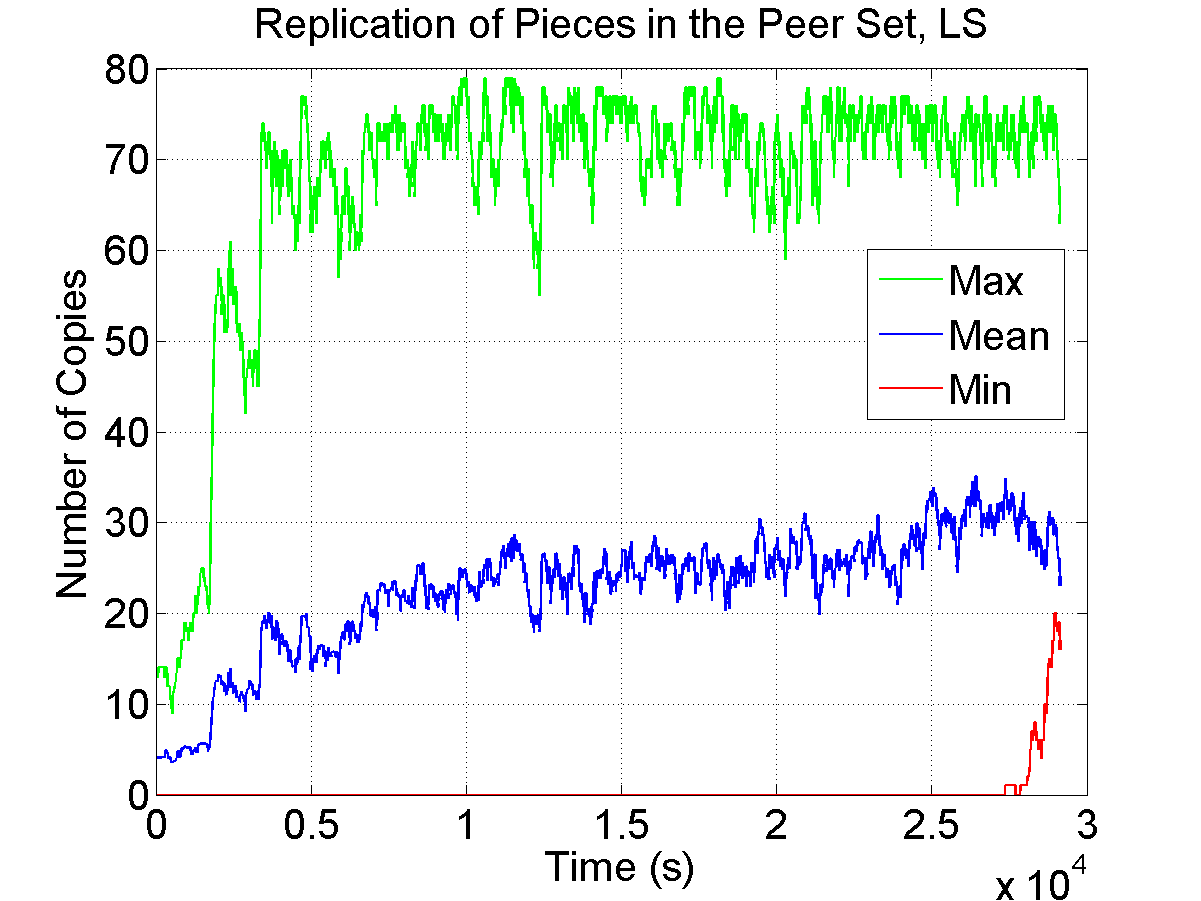 Replication of Pieces in the Peer Set, LS
Number of Copies
80
70
60
50
40
30
20
10
0
Max
Mean
Min
0 0.5 1 1.5 2 2.5 3
Time (s)
x 10^4